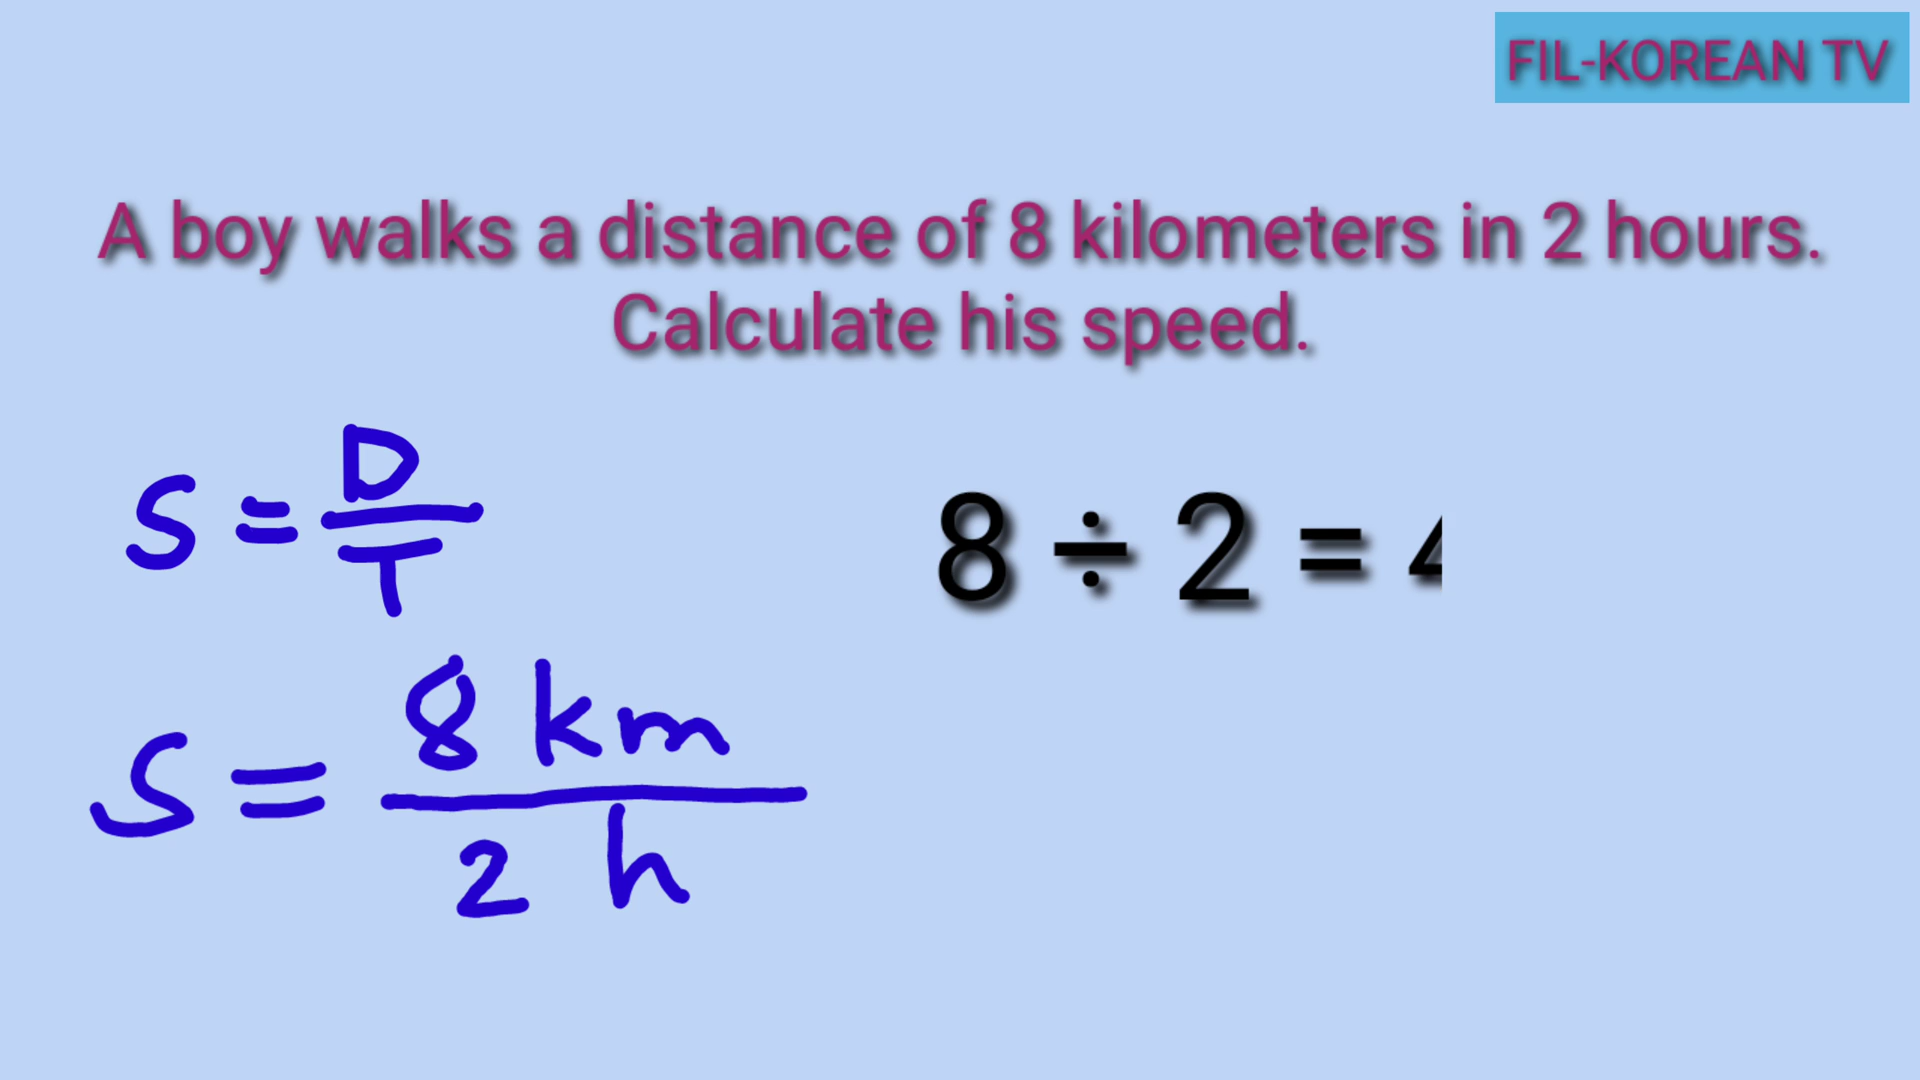 FIL-KOREAN TV
A boy walks a distance of 8 kilometers in 2 hours.
Calculate his speed.
S = D/T
8 ÷ 2 = 4
S = 8 km / 2 h